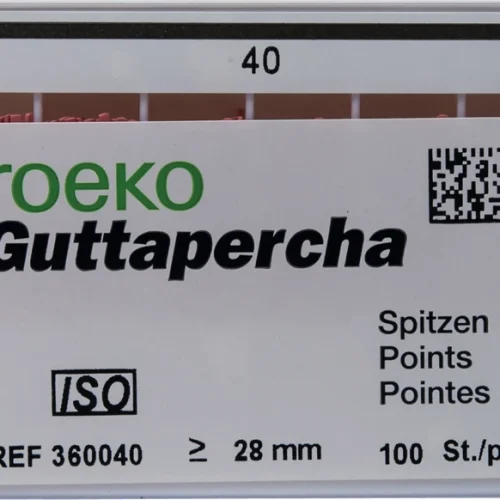 40
roeko
Guttapercha
Spitzen
Points
Pointes
ISO
REF 360040 ≥ 28 mm 100 St./p